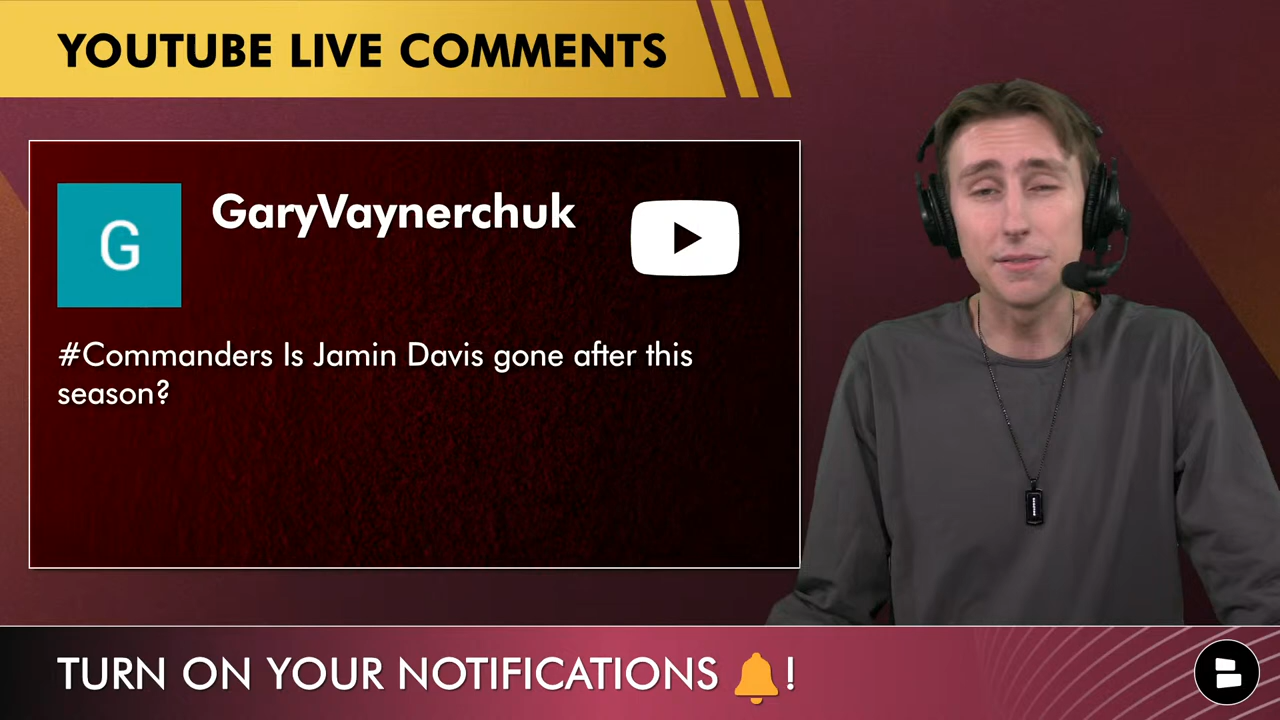 YOUTUBE LIVE COMMENTS
G
GaryVaynerchuk
#Commanders Is Jamin Davis gone after this
season?
TURN ON YOUR NOTIFICATIONS 🔔!